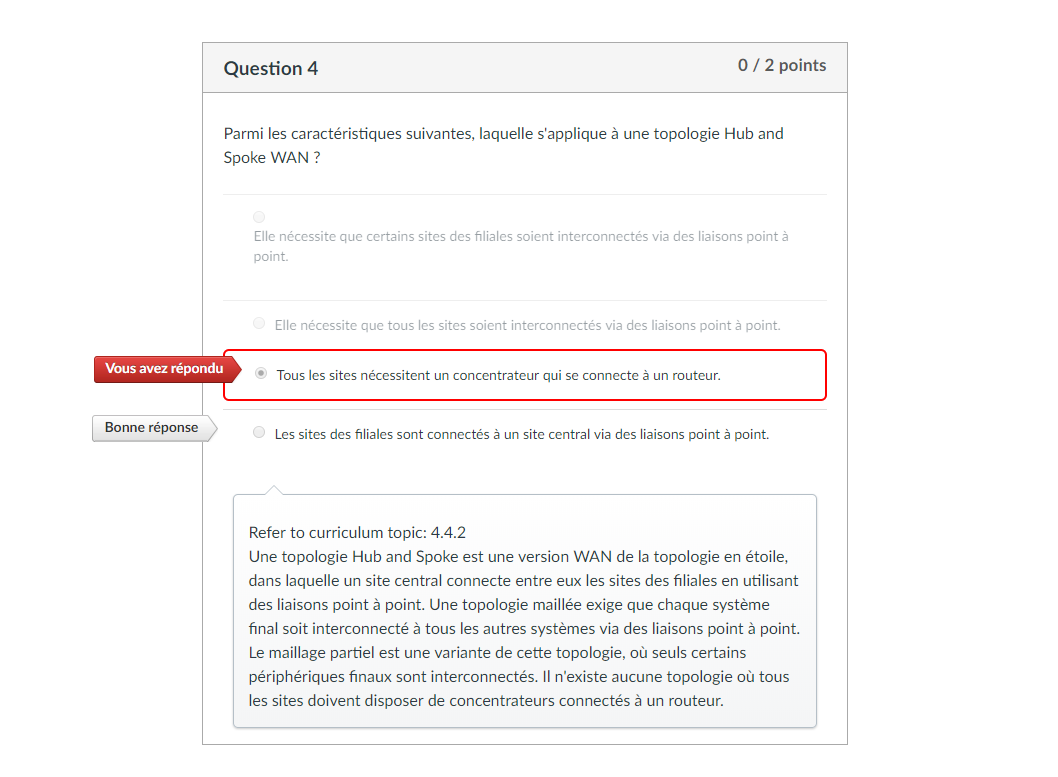 Question 4
0 / 2 points
Parmi les caractéristiques suivantes, laquelle s'applique à une topologie Hub and
Spoke WAN ?
Elle nécessite que certains sites des filiales soient interconnectés via des liaisons point à
point.
Elle nécessite que tous les sites soient interconnectés via des liaisons point à point.
Vous avez répondu
Tous les sites nécessitent un concentrateur qui se connecte à un routeur.
Bonne réponse
Les sites des filiales sont connectés à un site central via des liaisons point à point.
Refer to curriculum topic: 4.4.2
Une topologie Hub and Spoke est une version WAN de la topologie en étoile,
dans laquelle un site central connecte entre eux les sites des filiales en utilisant
des liaisons point à point. Une topologie maillée exige que chaque système
final soit interconnecté à tous les autres systèmes via des liaisons point à point.
Le maillage partiel est une variante de cette topologie, où seuls certains
périphériques finaux sont interconnectés. Il n'existe aucune topologie où tous
les sites doivent disposer de concentrateurs connectés à un routeur.